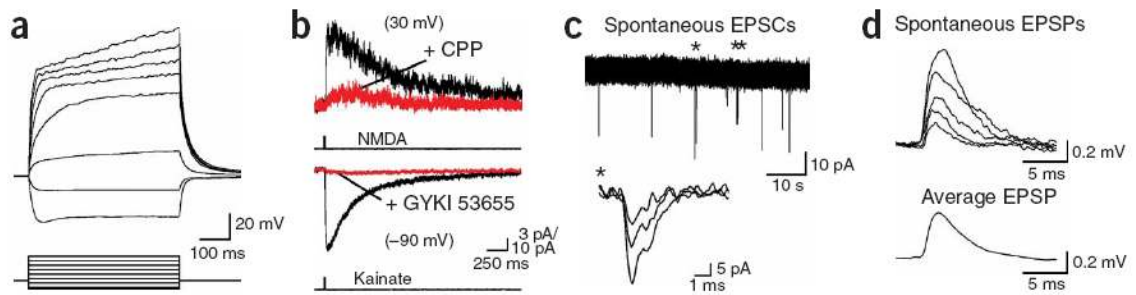 a
20 mV
100 ms
b
(30 mV)
+ CPP
NMDA
+ GYKI 53655
(–90 mV)
3 pA/
10 pA
250 ms
Kainate
c
Spontaneous EPSCs
*
**
10 pA
10 s
*
5 pA
1 ms
d
Spontaneous EPSPs
0.2 mV
5 ms
Average EPSP
0.2 mV
5 ms